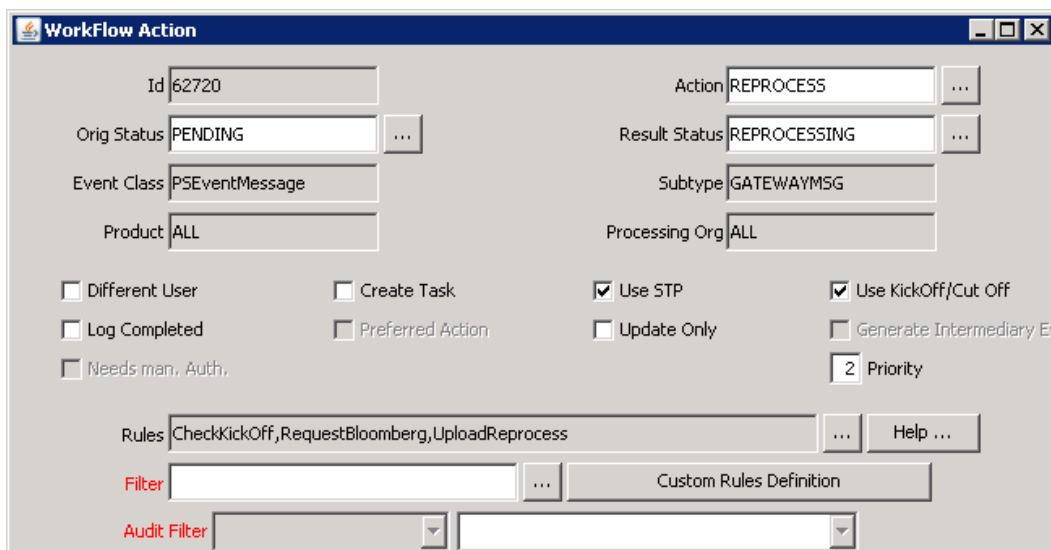 WorkFlow Action
Id 62720 Action REPROCESS ...
Orig Status PENDING ... Result Status REPROCESSING ...
Event Class PSEventMessage Subtype GATEWAYMSG
Product ALL Processing Org ALL
Different User Create Task Use STP Use KickOff/Cut Off
Log Completed Preferred Action Update Only Generate Intermediary E
Needs man. Auth. 2 Priority
Rules CheckKickOff,RequestBloomberg,UploadReprocess ... Help ...
Filter ... Custom Rules Definition
Audit Filter